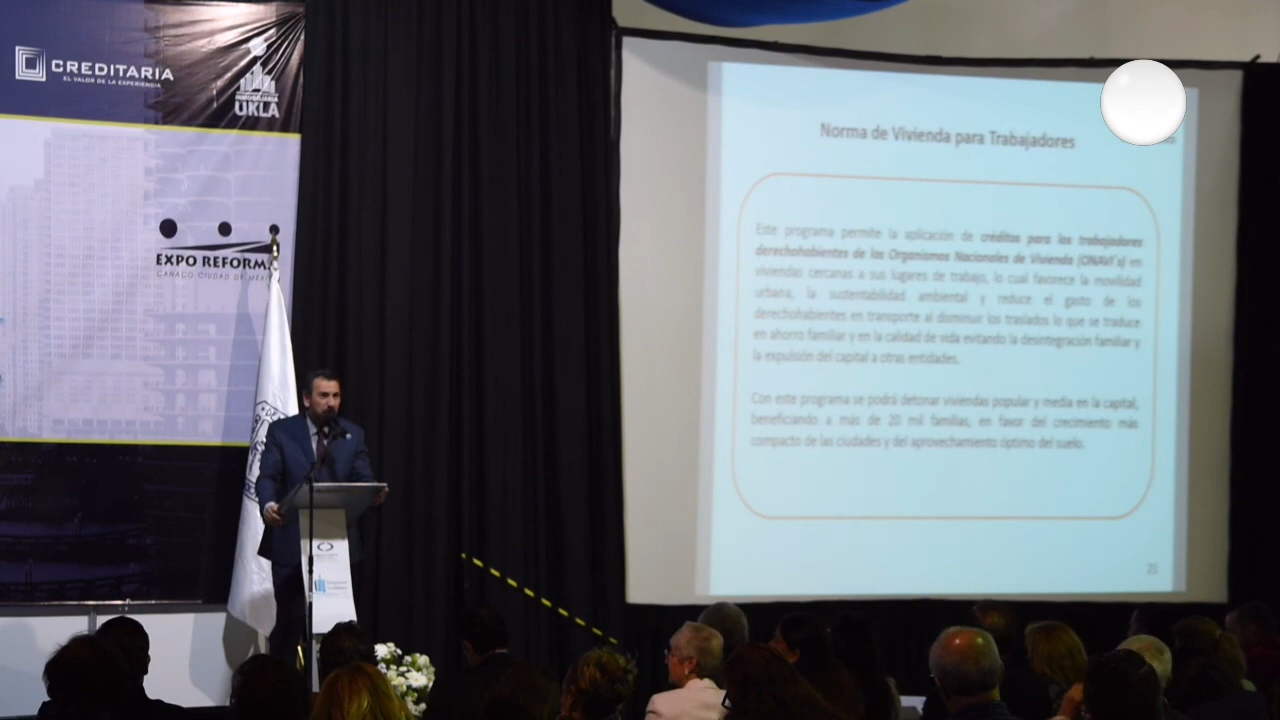 CREDITARIA
EL VALOR DE LA EXPERIENCIA
INMOBILIARIA
UKLA
EXPO REFORMA
CANACO CIUDAD DE MÉXI
Norma de Vivienda para Trabajadores
Este programa permite la aplicación de créditos para los trabajadores
derechohabientes de los Organismos Nacionales de Vivienda (ONAVI´s) en
viviendas cercanas a sus lugares de trabajo, lo cual favorece la movilidad
urbana, la sustentabilidad ambiental y reduce el gasto de los
derechohabientes en transporte al disminuir los traslados lo que se traduce
en ahorro familiar y en la calidad de vida evitando la desintegración familiar y
la expulsión del capital a otras entidades.
Con este programa se podrá detonar viviendas popular y media en la capital,
beneficiando a más de 20 mil familias, en favor del crecimiento más
compacto de las ciudades y del aprovechamiento óptimo del suelo.